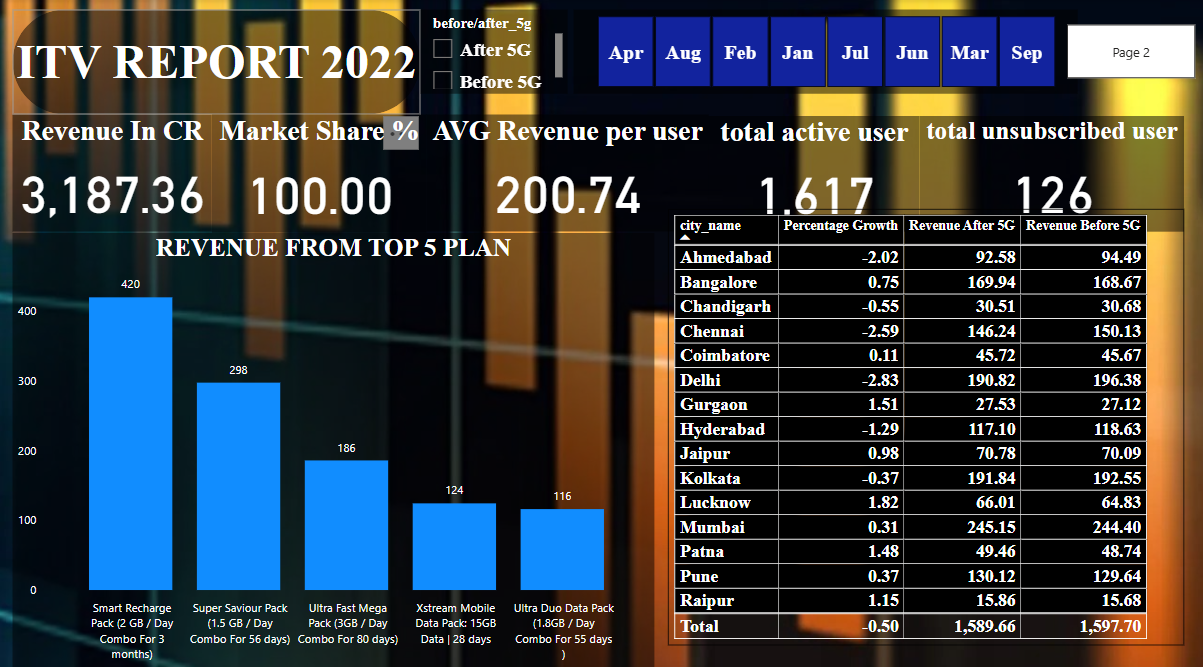 ITV REPORT 2022
before/after_5g
After 5G
Before 5G
Apr Aug Feb Jan Jul Jun Mar Sep
Page 2
Revenue In CR
3,187.36
Market Share %
100.00
AVG Revenue per user
200.74
total active user
1,617
total unsubscribed user
126
REVENUE FROM TOP 5 PLAN
400
300
200
100
0
420
298
186
124
116
Smart Recharge
Pack (2 GB / Day
Combo For 3
months)
Super Saviour Pack
(1.5 GB / Day
Combo For 56 days)
Ultra Fast Mega
Pack (3GB / Day
Combo For 80 days)
Xstream Mobile
Data Pack: 15GB
Data | 28 days
Ultra Duo Data Pack
(1.8GB / Day
Combo For 55 days
)
city_name Percentage Growth Revenue After 5G Revenue Before 5G
Ahmedabad -2.02 92.58 94.49
Bangalore 0.75 169.94 168.67
Chandigarh -0.55 30.51 30.68
Chennai -2.59 146.24 150.13
Coimbatore 0.11 45.72 45.67
Delhi -2.83 190.82 196.38
Gurgaon 1.51 27.53 27.12
Hyderabad -1.29 117.10 118.63
Jaipur 0.98 70.78 70.09
Kolkata -0.37 191.84 192.55
Lucknow 1.82 66.01 64.83
Mumbai 0.31 245.15 244.40
Patna 1.48 49.46 48.74
Pune 0.37 130.12 129.64
Raipur 1.15 15.86 15.68
Total -0.50 1,589.66 1,597.70